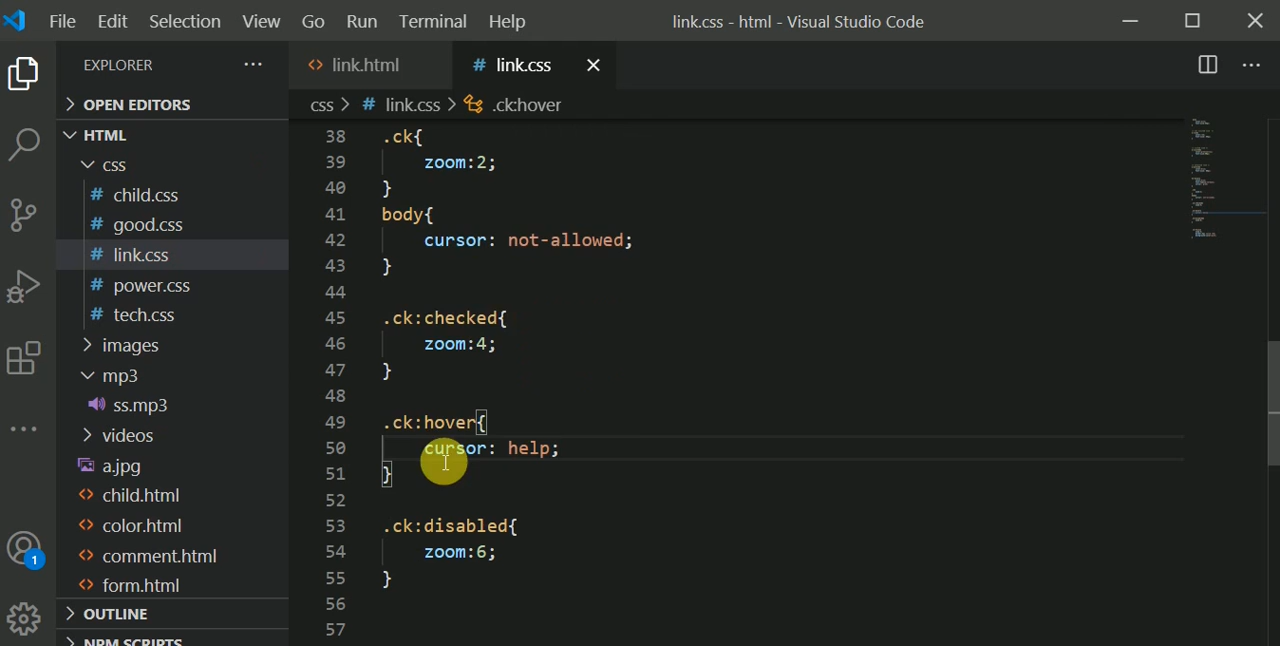 File Edit Selection View Go Run Terminal Help link.css - html - Visual Studio Code
EXPLORER ...
link.html
# link.css
OPEN EDITORS
css > # link.css > .ck:hover
HTML
css
# child.css
# good.css
# link.css
# power.css
# tech.css
images
mp3
ss.mp3
videos
a.jpg
child.html
color.html
comment.html
form.html
OUTLINE
NPM SCRIPTS
1
38 .ck{
39 zoom:2;
40 }
41 body{
42 cursor: not-allowed;
43 }
44
45 .ck:checked{
46 zoom:4;
47 }
48
49 .ck:hover{
50 cursor: help;
51 }
52
53 .ck:disabled{
54 zoom:6;
55 }
56
57